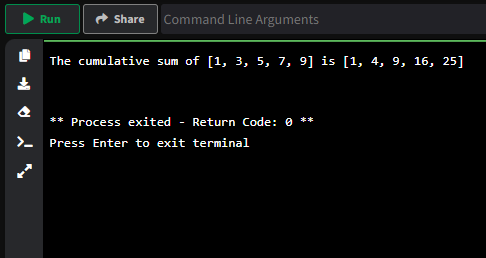 Run
Share
Command Line Arguments
The cumulative sum of [1, 3, 5, 7, 9] is [1, 4, 9, 16, 25]
** Process exited - Return Code: 0 **
Press Enter to exit terminal